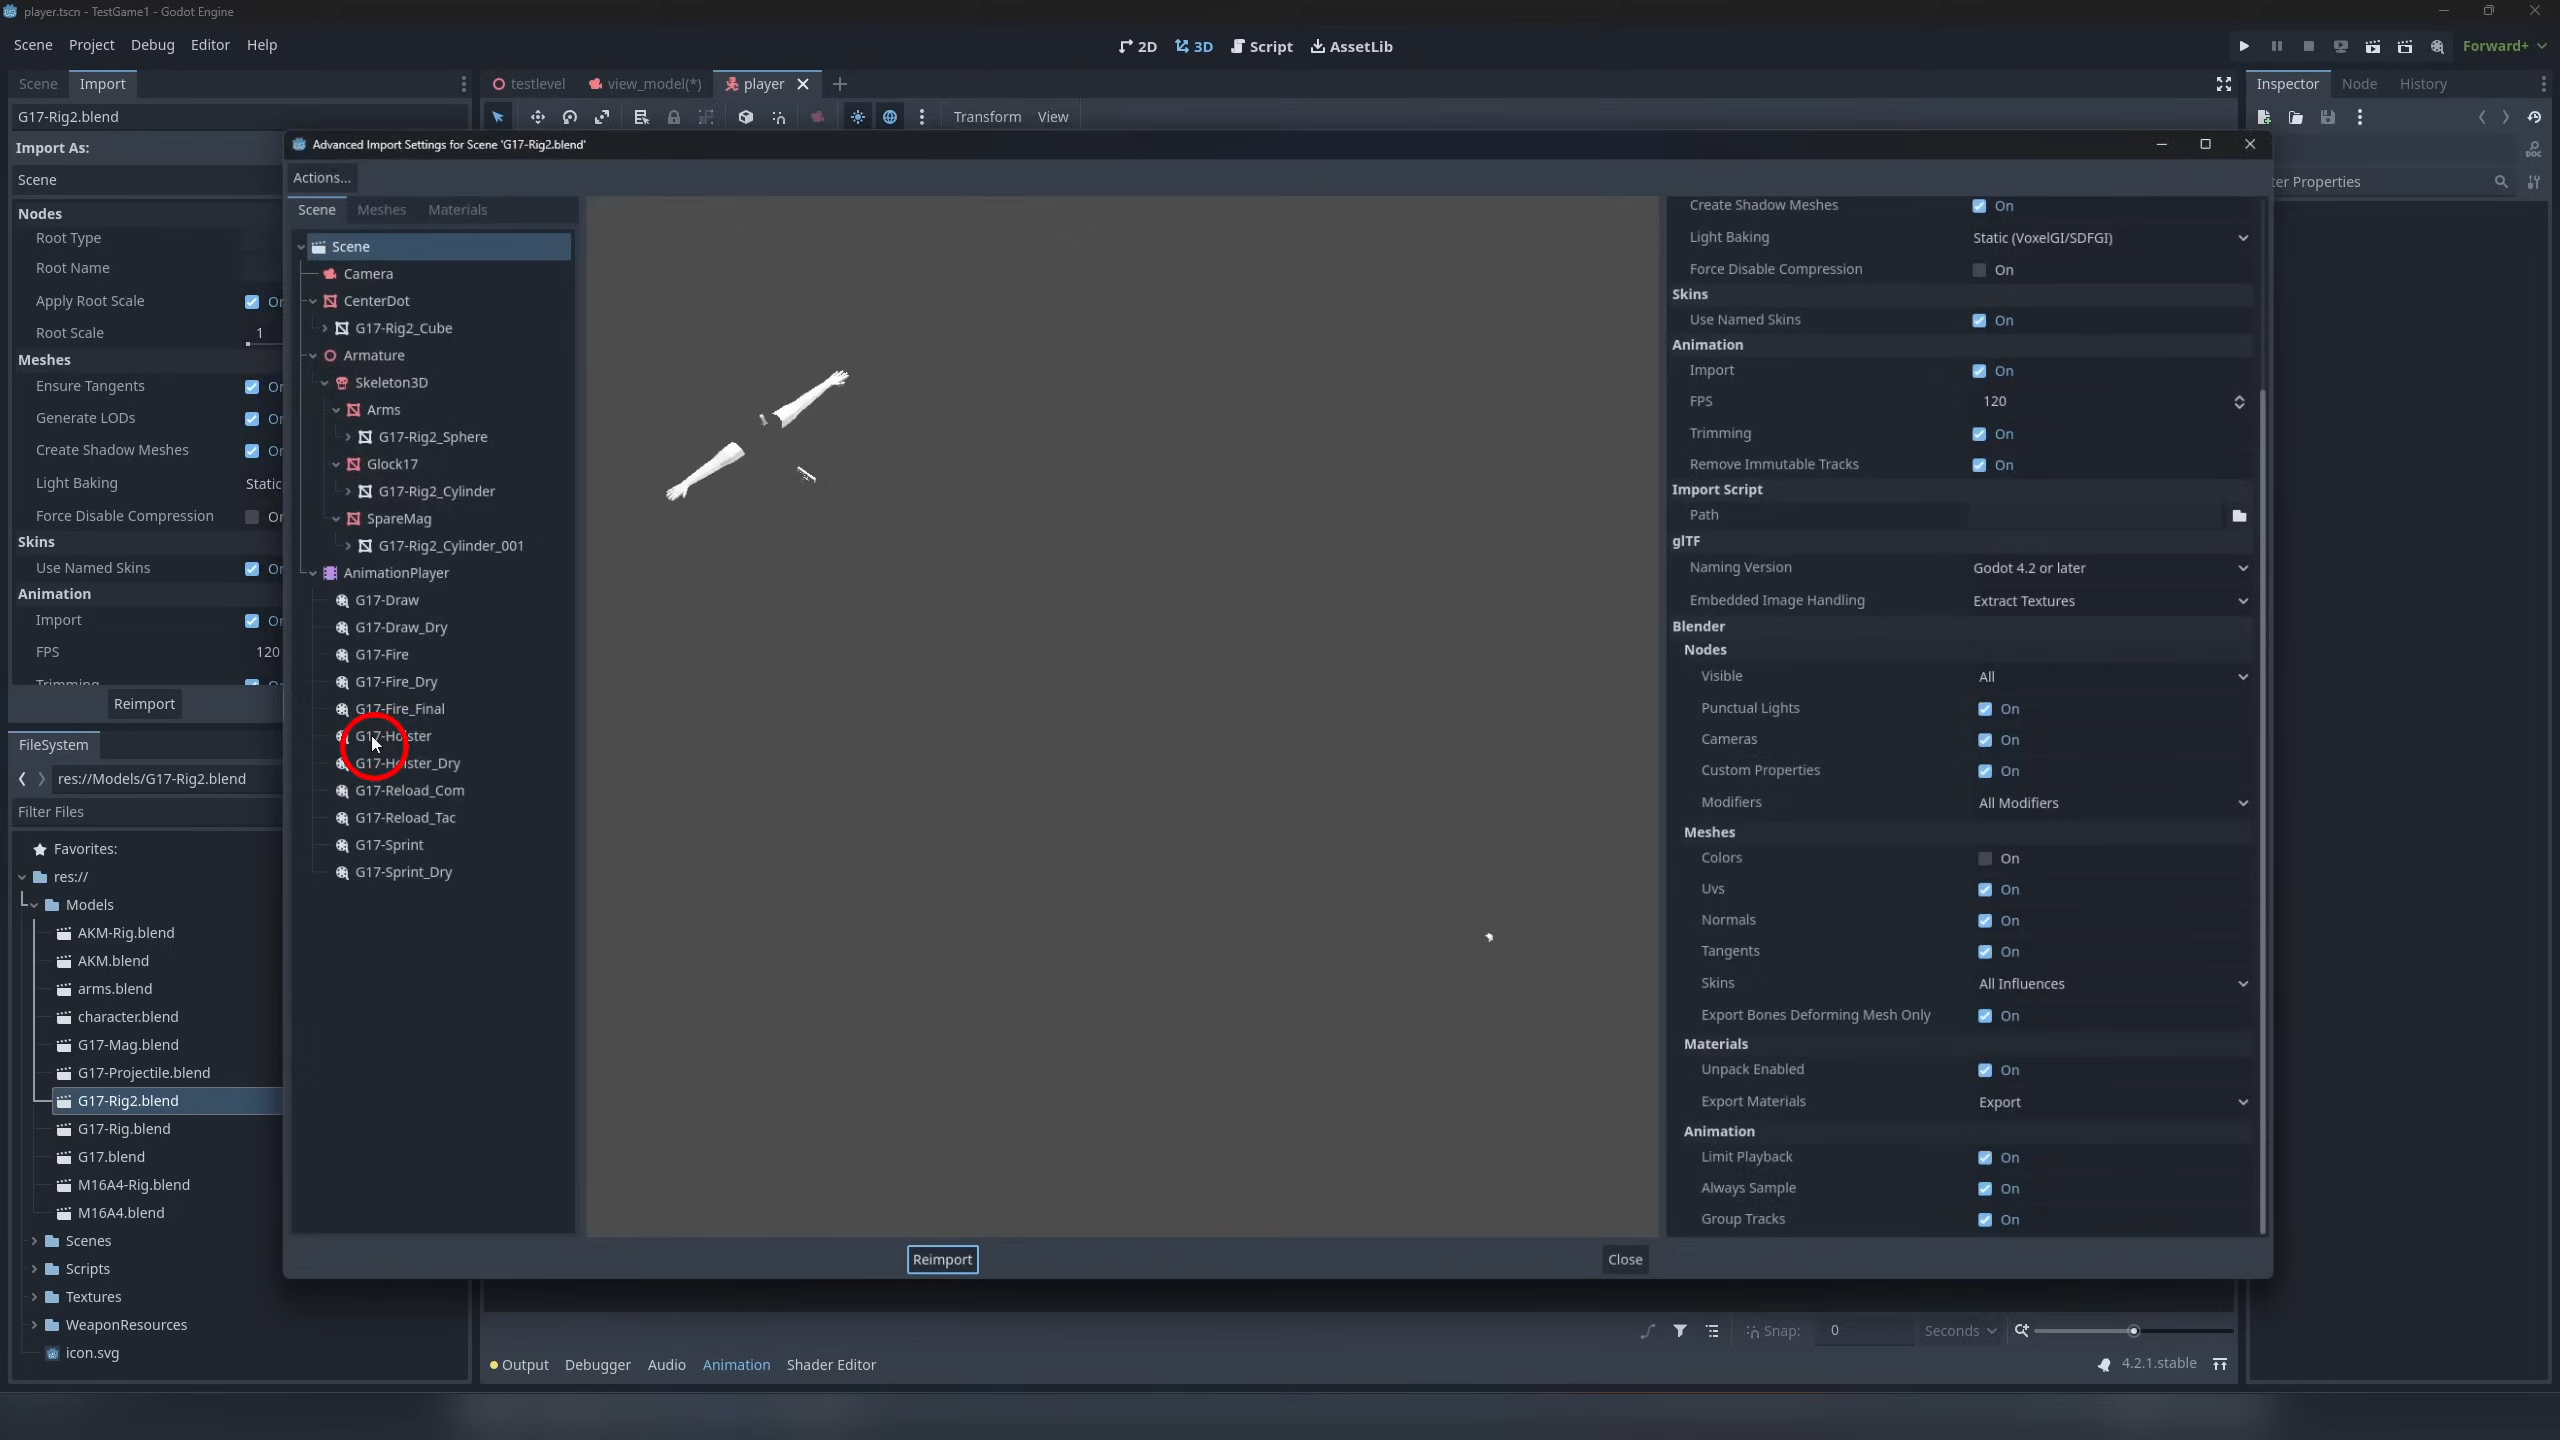 player.tscn - TestGame1 - Godot Engine
Scene Project Debug Editor Help
2D 3D Script AssetLib
Forward+
Scene Import
testlevel view_model(*) player
Inspector Node History
G17-Rig2.blend
Transform View
Import As:
Scene
Nodes
Root Type
Root Name
Apply Root Scale
Root Scale 1
Meshes
Ensure Tangents
Generate LODs
Create Shadow Meshes
Light Baking Static
Force Disable Compression
Skins
Use Named Skins
Animation
Import
FPS 120
Trimming
Reimport
Advanced Import Settings for Scene 'G17-Rig2.blend'
Actions...
Scene Meshes Materials
Scene
Camera
CenterDot
G17-Rig2_Cube
Armature
Skeleton3D
Arms
G17-Rig2_Sphere
Glock17
G17-Rig2_Cylinder
SpareMag
G17-Rig2_Cylinder_001
AnimationPlayer
G17-Draw
G17-Draw_Dry
G17-Fire
G17-Fire_Dry
G17-Fire_Final
G17-Holster
G17-Holster_Dry
G17-Reload_Com
G17-Reload_Tac
G17-Sprint
G17-Sprint_Dry
Create Shadow Meshes On
Light Baking Static (VoxelGI/SDFGI)
Force Disable Compression On
Skins
Use Named Skins On
Animation
Import On
FPS 120
Trimming On
Remove Immutable Tracks On
Import Script
Path
glTF
Naming Version Godot 4.2 or later
Embedded Image Handling Extract Textures
Blender
Nodes
Visible All
Punctual Lights On
Cameras On
Custom Properties On
Modifiers All Modifiers
Meshes
Colors On
Uvs On
Normals On
Tangents On
Skins All Influences
Export Bones Deforming Mesh Only On
Materials
Unpack Enabled On
Export Materials Export
Animation
Limit Playback On
Always Sample On
Group Tracks On
Reimport Close
ter Properties
FileSystem
res://Models/G17-Rig2.blend
Filter Files
Favorites:
res://
Models
AKM-Rig.blend
AKM.blend
arms.blend
character.blend
G17-Mag.blend
G17-Projectile.blend
G17-Rig2.blend
G17-Rig.blend
G17.blend
M16A4-Rig.blend
M16A4.blend
Scenes
Scripts
Textures
WeaponResources
icon.svg
Snap: 0 Seconds
Output Debugger Audio Animation Shader Editor
4.2.1.stable